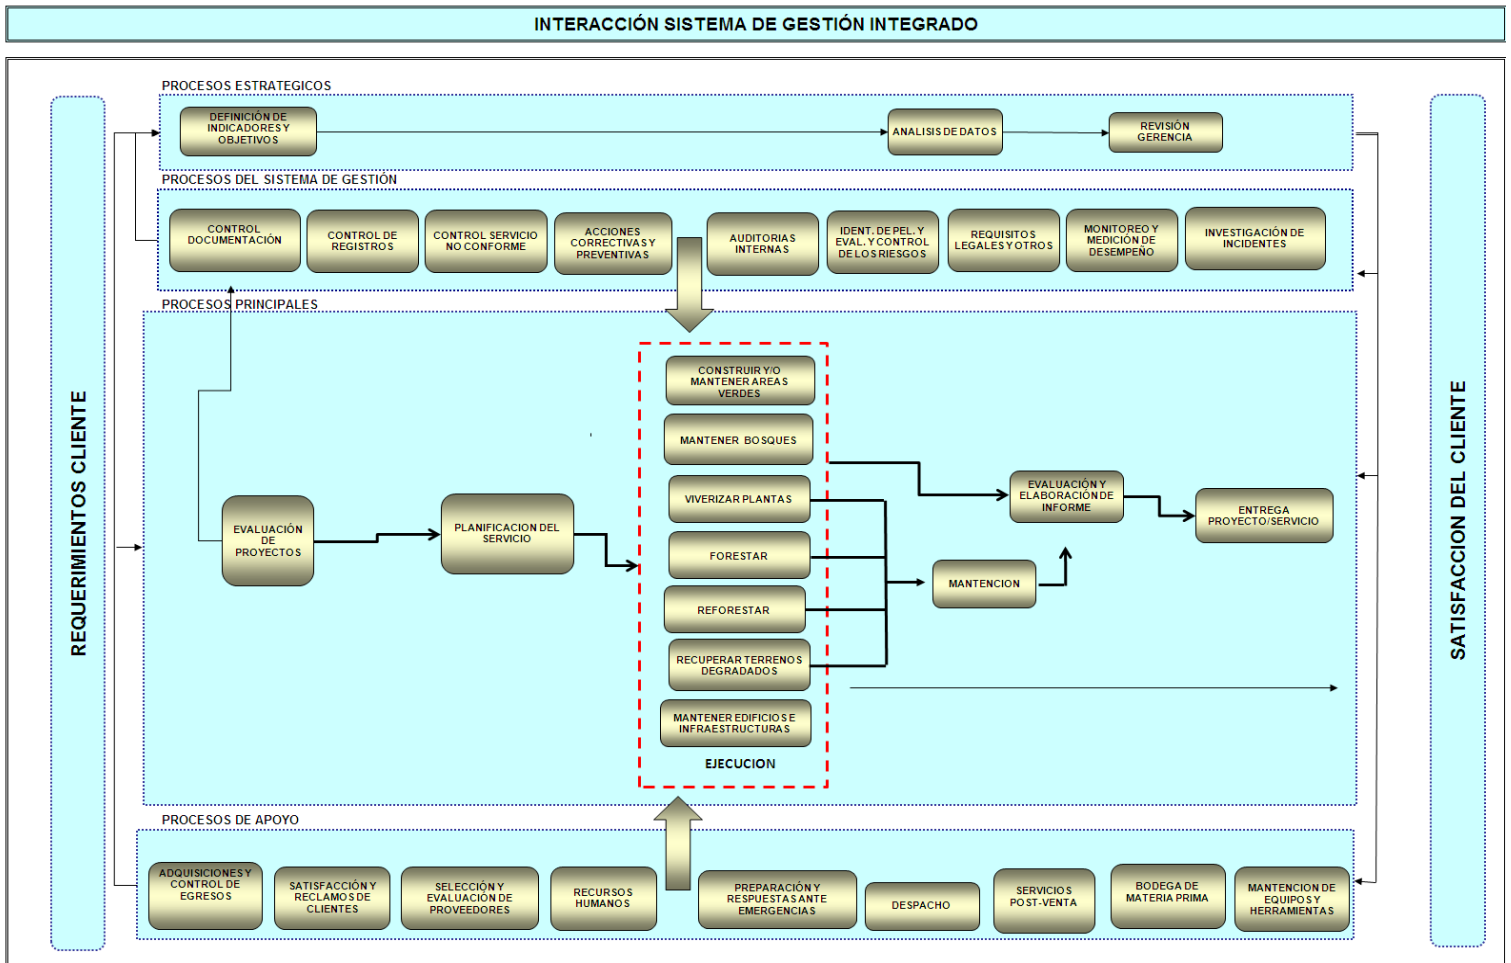 INTERACCIÓN SISTEMA DE GESTIÓN INTEGRADO
REQUERIMIENTOS CLIENTE
PROCESOS ESTRATEGICOS
DEFINICIÓN DE
INDICADORES Y
OBJETIVOS
ANALISIS DE DATOS
REVISIÓN
GERENCIA
PROCESOS DEL SISTEMA DE GESTIÓN
CONTROL
DOCUMENTACIÓN
CONTROL DE
REGISTROS
CONTROL SERVICIO
NO CONFORME
ACCIONES
CORRECTIVAS Y
PREVENTIVAS
AUDITORIAS
INTERNAS
IDENT. DE PEL. Y
EVAL. Y CONTROL
DE LOS RIESGOS
REQUISITOS
LEGALES Y OTROS
MONITOREO Y
MEDICIÓN DE
DESEMPEÑO
INVESTIGACIÓN DE
INCIDENTES
PROCESOS PRINCIPALES
EVALUACIÓN
DE
PROYECTOS
PLANIFICACION DEL
SERVICIO
CONSTRUIR Y/O
MANTENER AREAS
VERDES
MANTENER BOSQUES
VIVERIZAR PLANTAS
FORESTAR
REFORESTAR
RECUPERAR TERRENOS
DEGRADADOS
MANTENER EDIFICIOS E
INFRAESTRUCTURAS
EJECUCION
MANTENCION
EVALUACIÓN Y
ELABORACIÓN DE
INFORME
ENTREGA
PROYECTO/SERVICIO
PROCESOS DE APOYO
ADQUISICIONES Y
CONTROL DE
EGRESOS
SATISFACCIÓN Y
RECLAMOS DE
CLIENTES
SELECCIÓN Y
EVALUACIÓN DE
PROVEEDORES
RECURSOS
HUMANOS
PREPARACIÓN Y
RESPUESTAS ANTE
EMERGENCIAS
DESPACHO
SERVICIOS
POST-VENTA
BODEGA DE
MATERIA PRIMA
MANTENCION DE
EQUIPOS Y
HERRAMIENTAS
SATISFACCION DEL CLIENTE